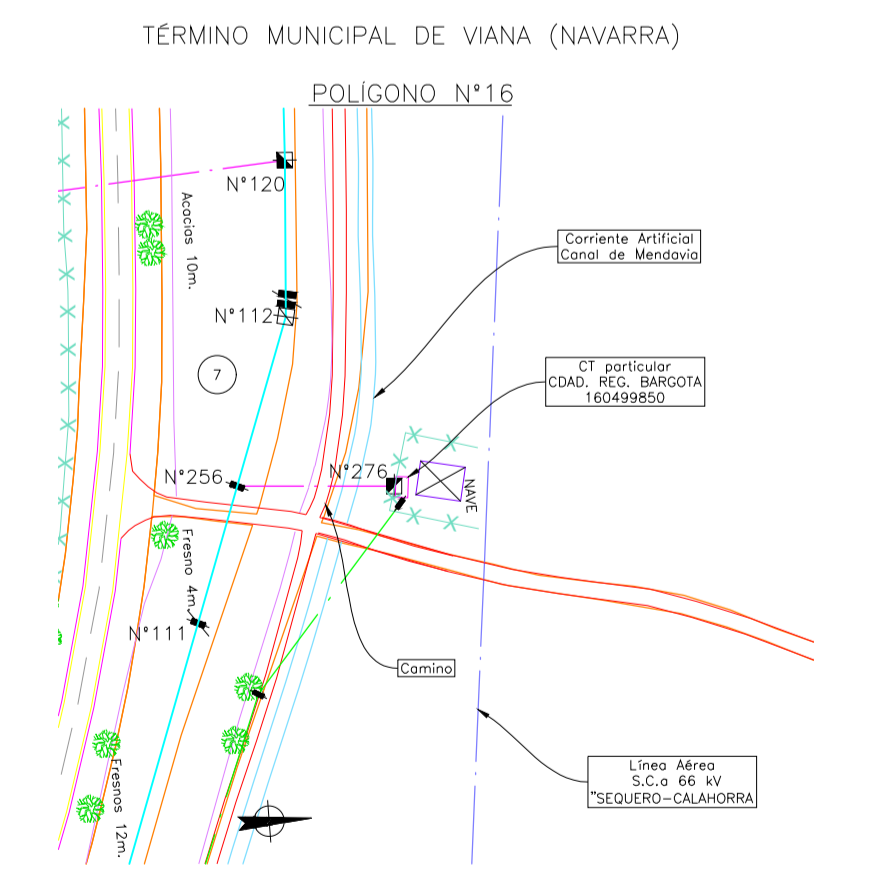 TÉRMINO MUNICIPAL DE VIANA (NAVARRA)
POLÍGONO Nº16
Nº120
Acacias 10m.
Corriente Artificial
Canal de Mendavia
Nº112
7
CT particular
CDAD. REG. BARGOTA
160499850
Nº256
Nº276
NAVE
Fresno 4m.
Nº111
Camino
Línea Aérea
S.C.a 66 kV
"SEQUERO-CALAHORRA
Fresnos 12m.